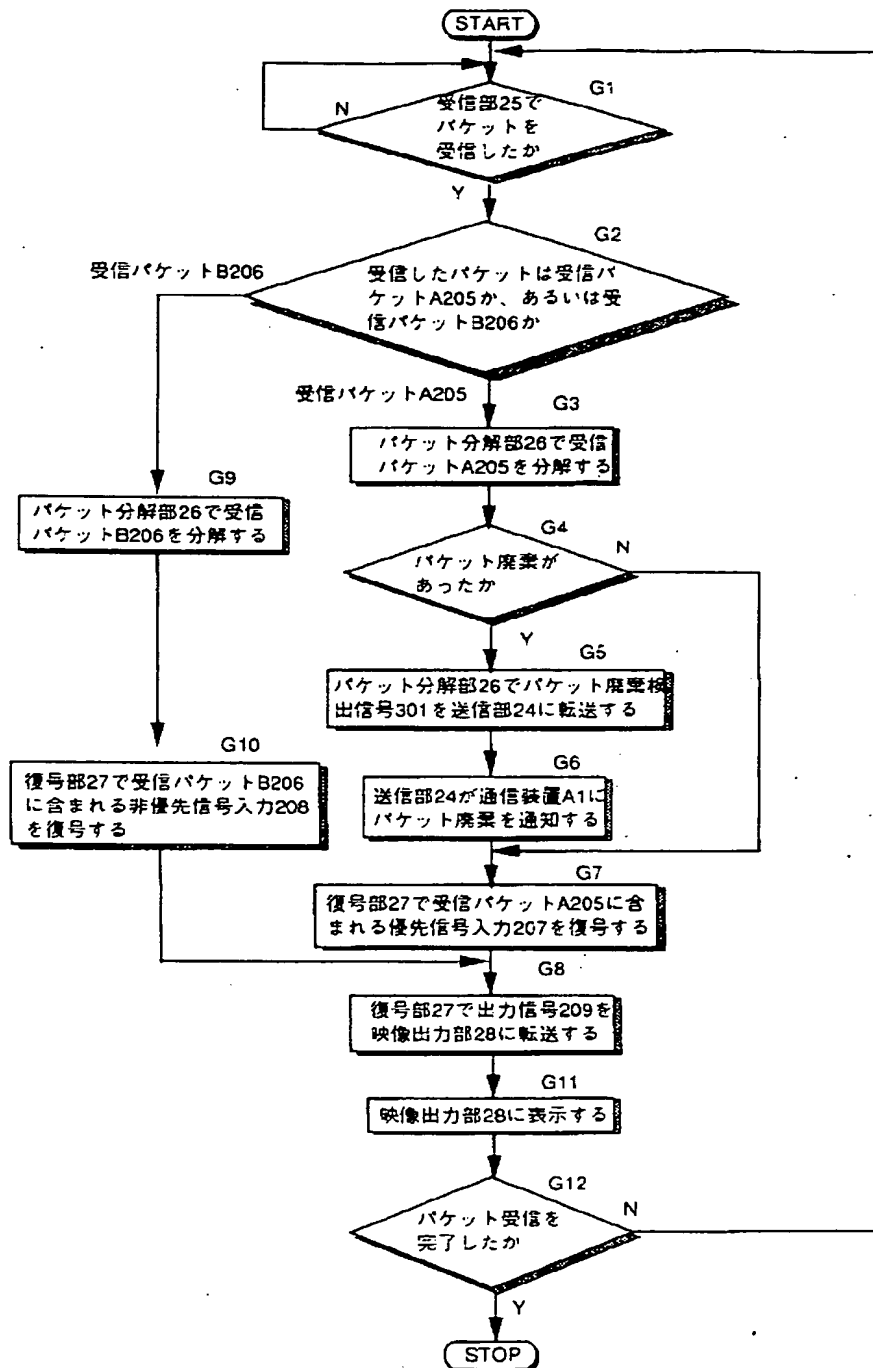 START
G1
N
受信部25で
パケットを
受信したか
Y
G2
受信パケットB206
受信したパケットは受信パ
ケットA205か、あるいは受
信パケットB206か
受信パケットA205
G3
パケット分解部26で受信
パケットA205を分解する
G9
パケット分解部26で受信
パケットB206を分解する
G4
N
パケット廃棄が
あったか
Y
G5
パケット分解部26でパケット廃棄検
出信号301を送信部24に転送する
G10
復号部27で受信パケットB206
に含まれる非優先信号入力208
を復号する
G6
送信部24が通信装置A1に
パケット廃棄を通知する
G7
復号部27で受信パケットA205に含
まれる優先信号入力207を復号する
G8
復号部27で出力信号209を
映像出力部28に転送する
G11
映像出力部28に表示する
G12
N
パケット受信を
完了したか
Y
STOP